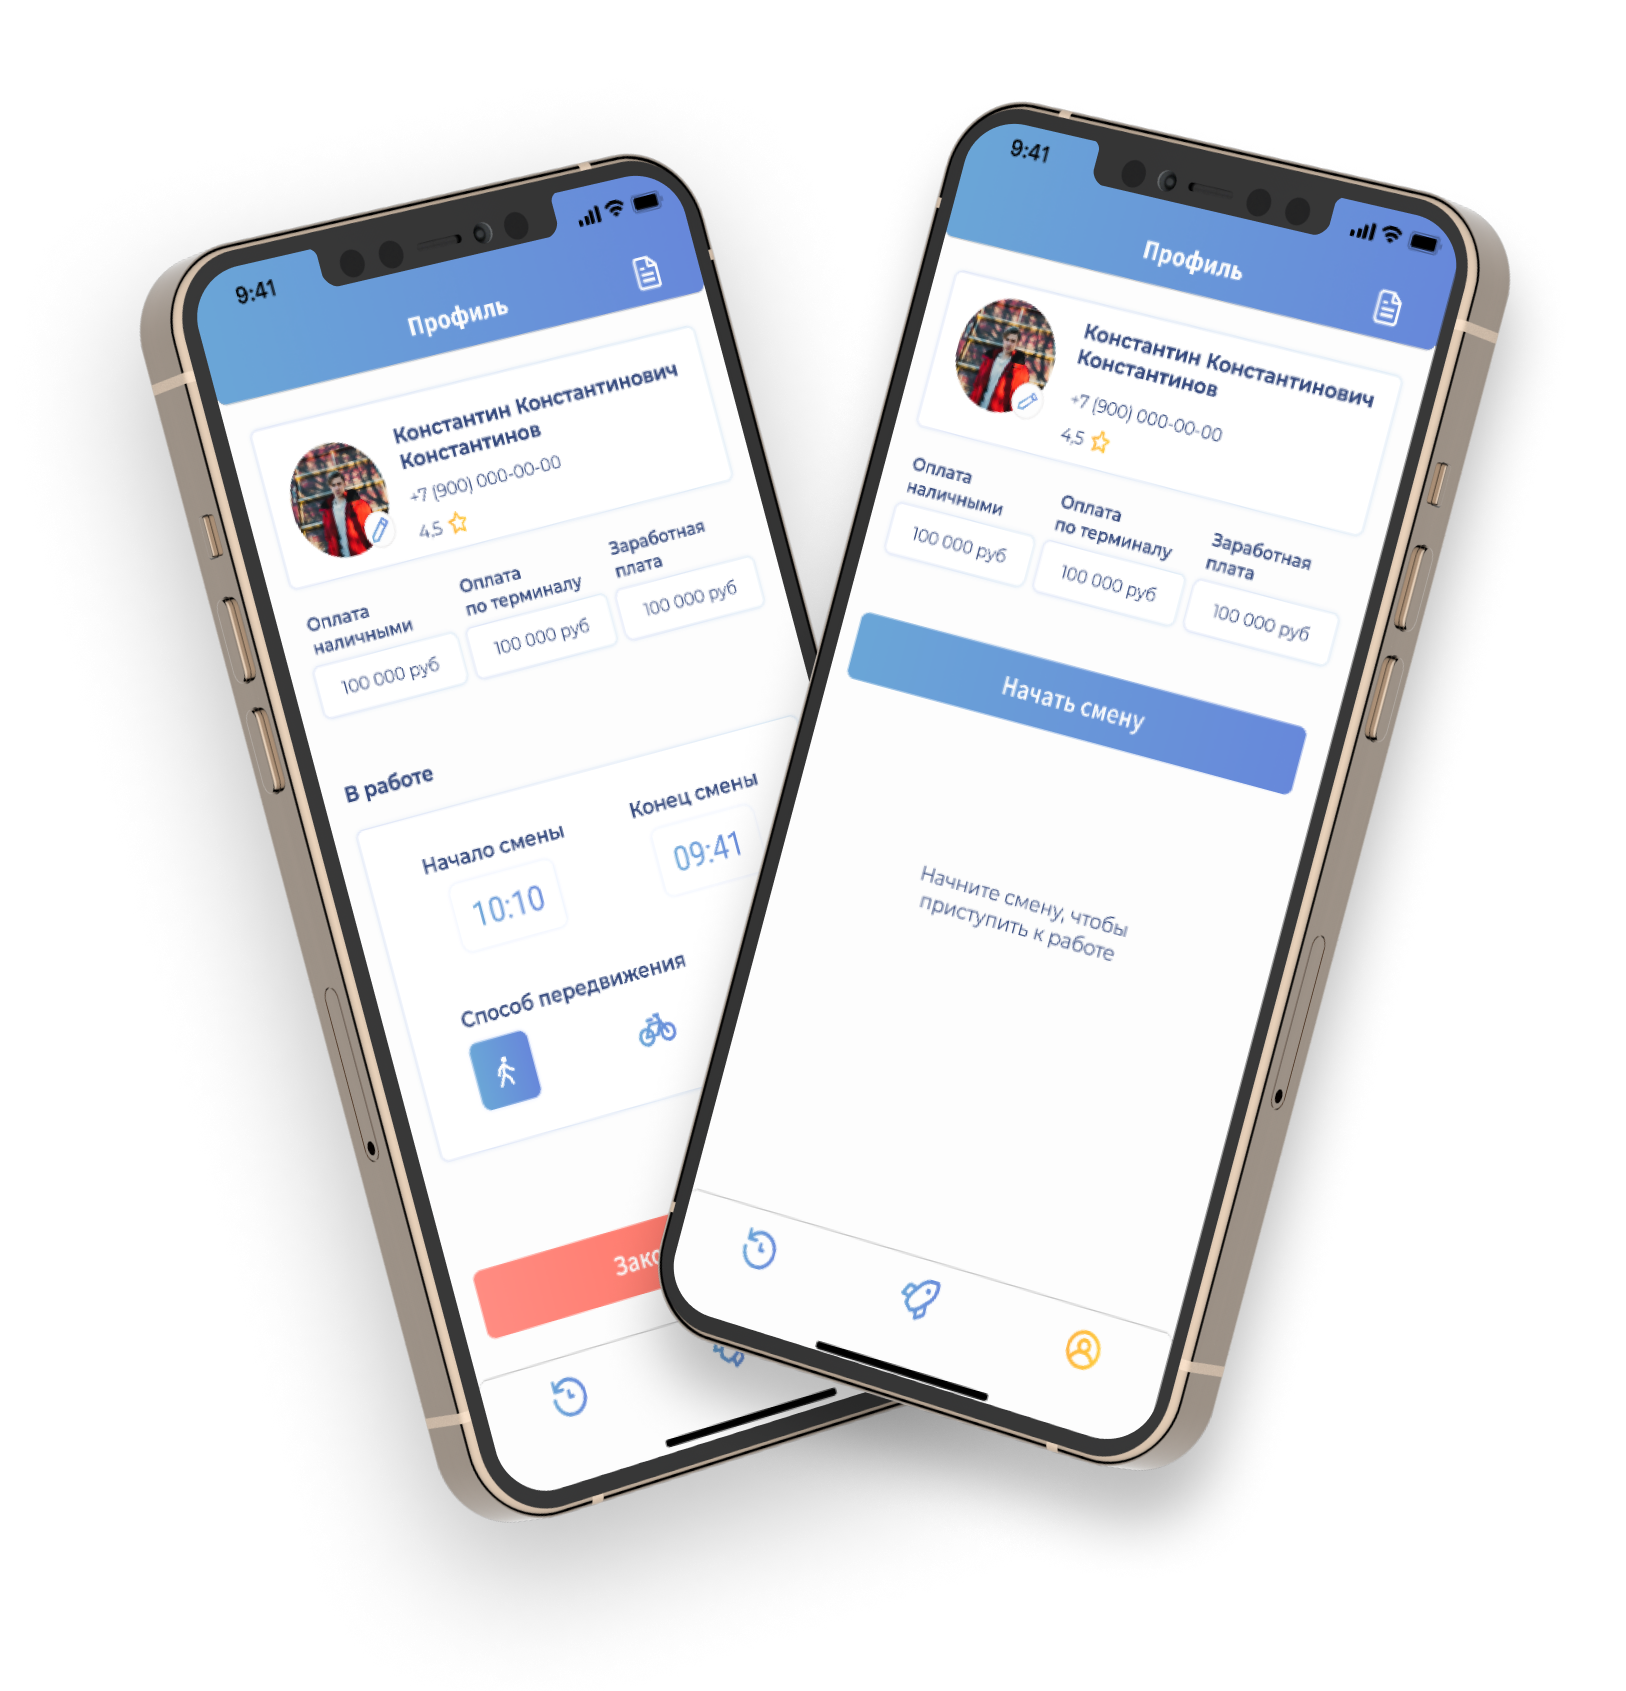 9:41
Профиль
Константин Константинович
Константинов
+7 (900) 000-00-00
4,5
Оплата
наличными
100 000 руб
Оплата
по терминалу
100 000 руб
Заработная
плата
100 000 руб
В работе
Начало смены
10:10
Конец смены
09:41
Способ передвижения
9:41
Профиль
Константин Константинович
Константинов
+7 (900) 000-00-00
4,5
Оплата
наличными
100 000 руб
Оплата
по терминалу
100 000 руб
Заработная
плата
100 000 руб
Начать смену
Начните смену, чтобы
приступить к работе